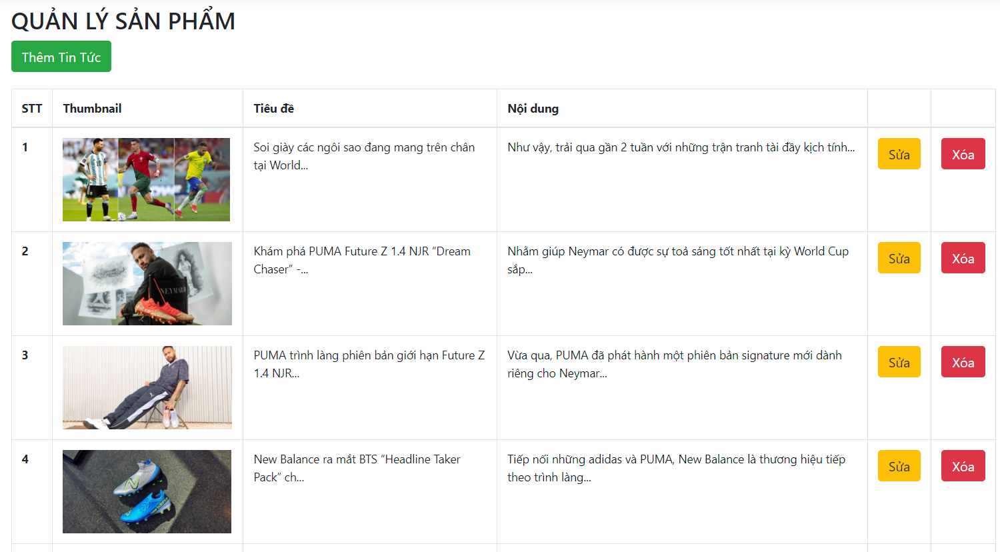 QUẢN LÝ SẢN PHẨM
Thêm Tin Tức
STT Thumbnail Tiêu đề Nội dung
1 Soi giày các ngôi sao đang mang trên chân Như vậy, trải qua gần 2 tuần với những trận tranh tài đầy kịch tính... Sửa Xóa
tại World...
2 Khám phá PUMA Future Z 1.4 NJR “Dream Nhằm giúp Neymar có được sự toả sáng tốt nhất tại kỳ World Cup Sửa Xóa
Chaser” -... sắp...
3 PUMA trình làng phiên bản giới hạn Future Z Vừa qua, PUMA đã phát hành một phiên bản signature mới dành Sửa Xóa
1.4 NJR... riêng cho Neymar...
4 New Balance ra mắt BTS “Headline Taker Tiếp nối những adidas và PUMA, New Balance là thương hiệu tiếp Sửa Xóa
Pack” ch... theo trình làng...